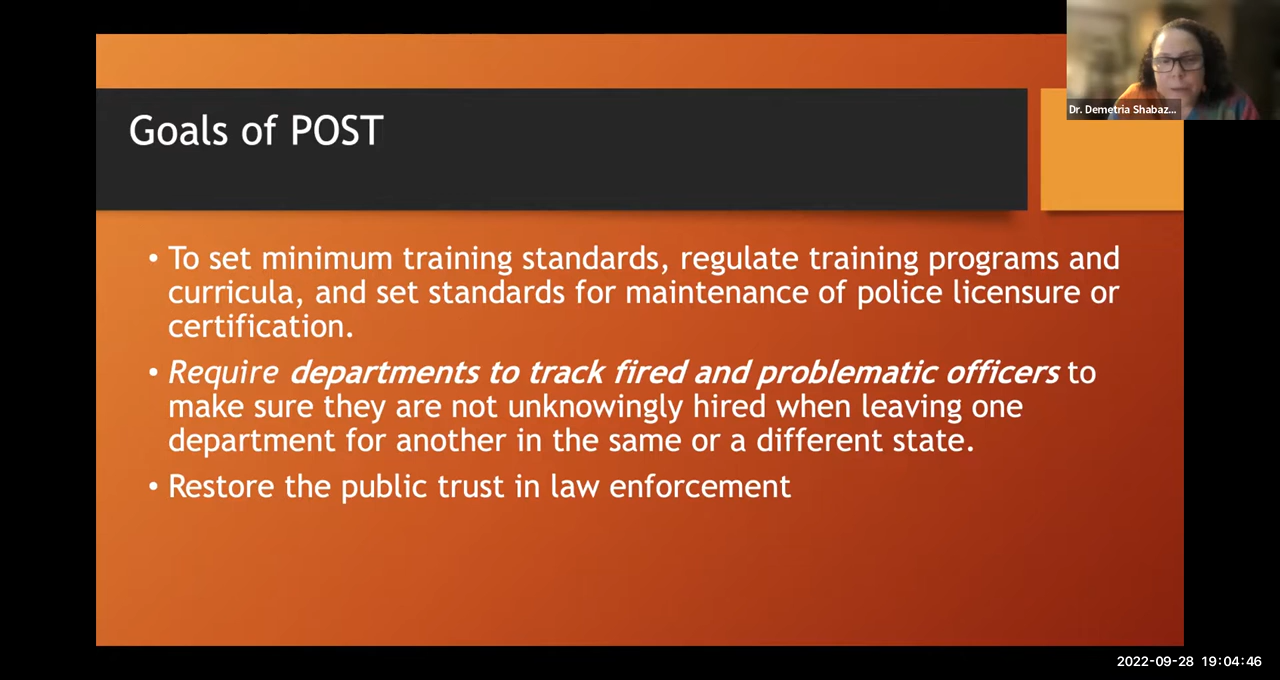 Dr. Demetria Shabaz...
Goals of POST
• To set minimum training standards, regulate training programs and
curricula, and set standards for maintenance of police licensure or
certification.
• Require departments to track fired and problematic officers to
make sure they are not unknowingly hired when leaving one
department for another in the same or a different state.
• Restore the public trust in law enforcement
2022-09-28 19:04:46